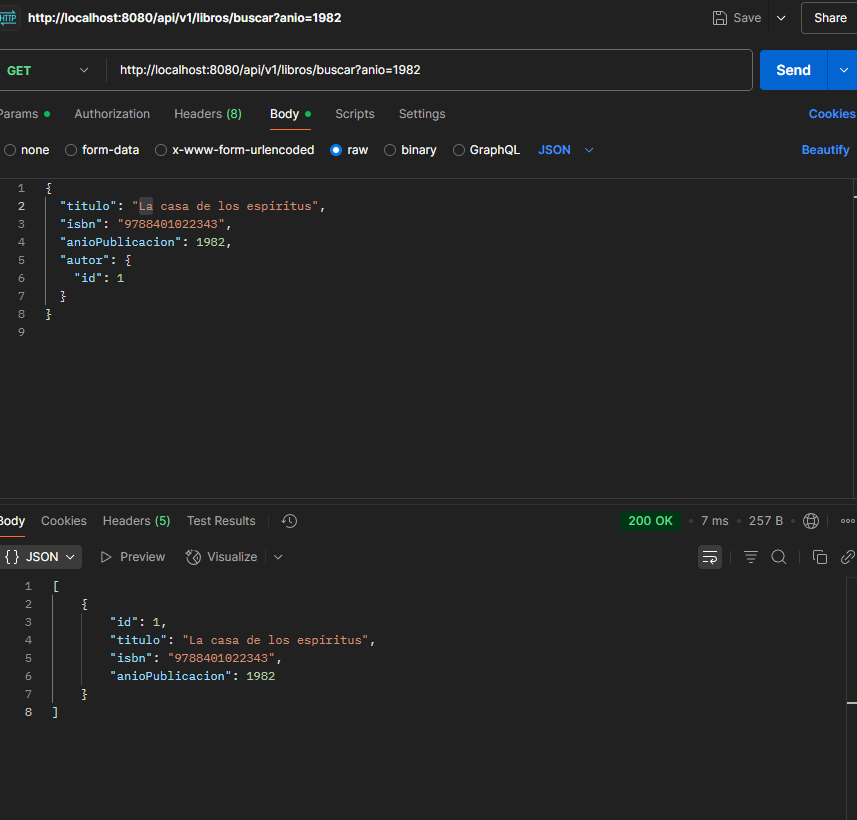 HTTP http://localhost:8080/api/v1/libros/buscar?anio=1982 Save Share
GET http://localhost:8080/api/v1/libros/buscar?anio=1982 Send
Params Authorization Headers (8) Body Scripts Settings Cookies
none form-data x-www-form-urlencoded raw binary GraphQL JSON Beautify
1 {
2 "titulo": "La casa de los espíritus",
3 "isbn": "9788401022343",
4 "anioPublicacion": 1982,
5 "autor": {
6 "id": 1
7 }
8 }
9
Body Cookies Headers (5) Test Results 200 OK • 7 ms • 257 B •
{} JSON Preview Visualize
1 [
2 {
3 "id": 1,
4 "titulo": "La casa de los espíritus",
5 "isbn": "9788401022343",
6 "anioPublicacion": 1982
7 }
8 ]